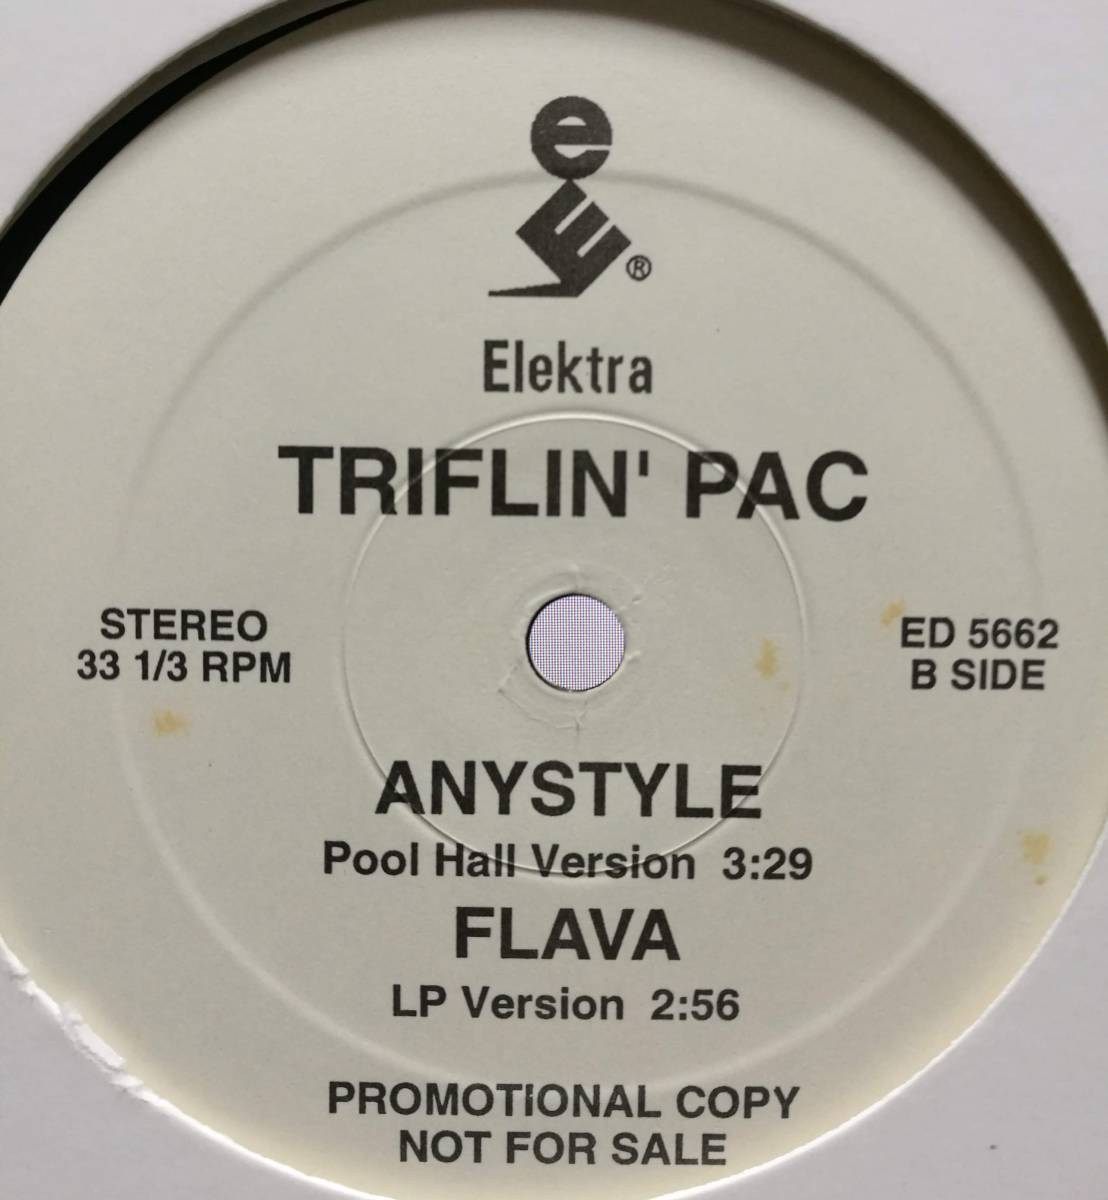 e
E®
Elektra
TRIFLIN' PAC
STEREO
33 1/3 RPM
ED 5662
B SIDE
ANYSTYLE
Pool Hall Version 3:29
FLAVA
LP Version 2:56
PROMOTIONAL COPY
NOT FOR SALE